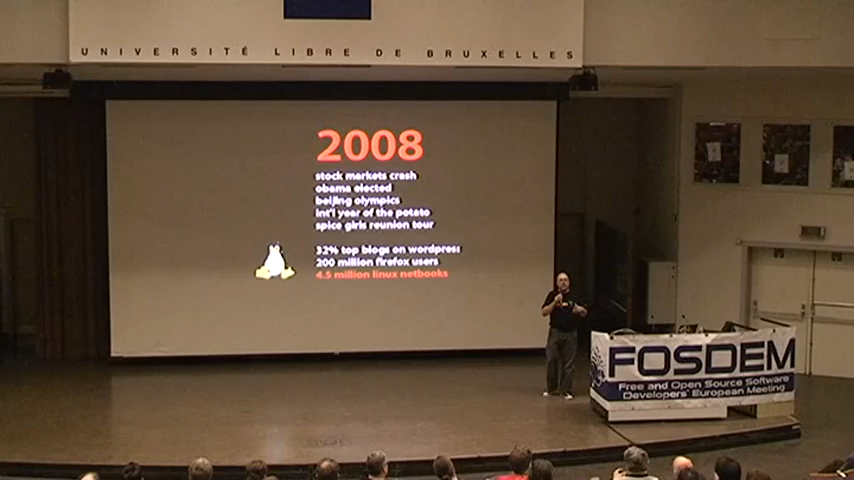 UNIVERSITÉ LIBRE DE BRUXELLES
2008
stock markets crash
obama elected
beijing olympics
int'l year of the potato
spice girls reunion tour
32% top blogs on wordpress
200 million firefox users
4.5 million linux netbooks
FOSDEM
Free and Open Source Software
Developers' European Meeting